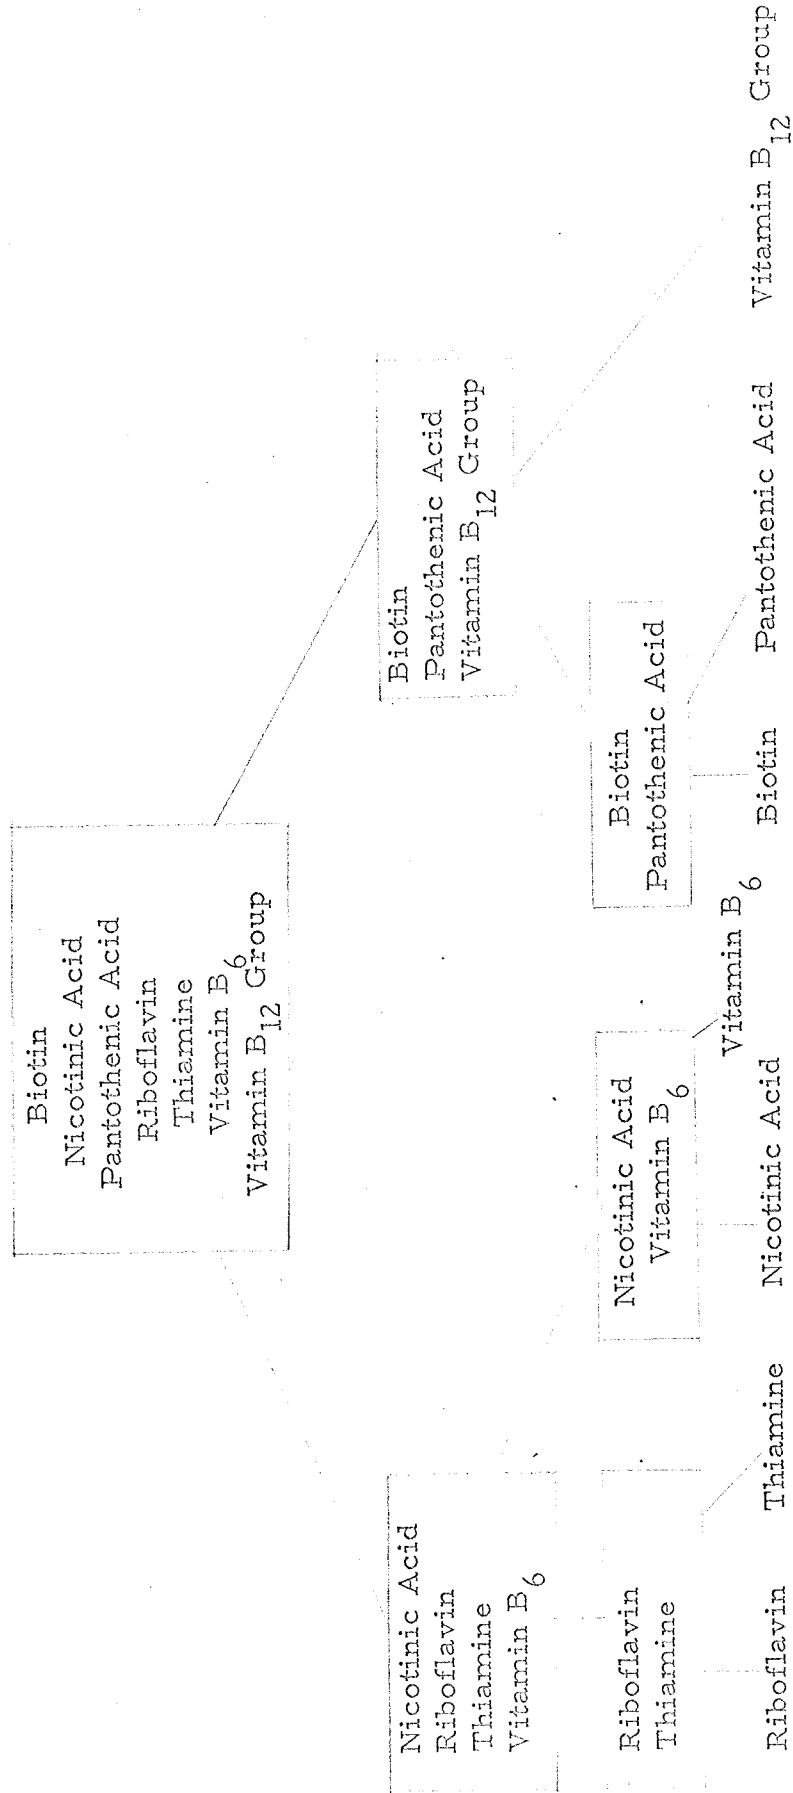 Biotin
Nicotinic Acid
Pantothenic Acid
Riboflavin
Thiamine
Vitamin B6
Vitamin B12 Group
Nicotinic Acid
Riboflavin
Thiamine
Vitamin B6
Biotin
Pantothenic Acid
Vitamin B12 Group
Riboflavin
Thiamine
Nicotinic Acid
Vitamin B6
Biotin
Pantothenic Acid
Riboflavin
Thiamine
Nicotinic Acid
Vitamin B6
Biotin
Pantothenic Acid
Vitamin B12 Group